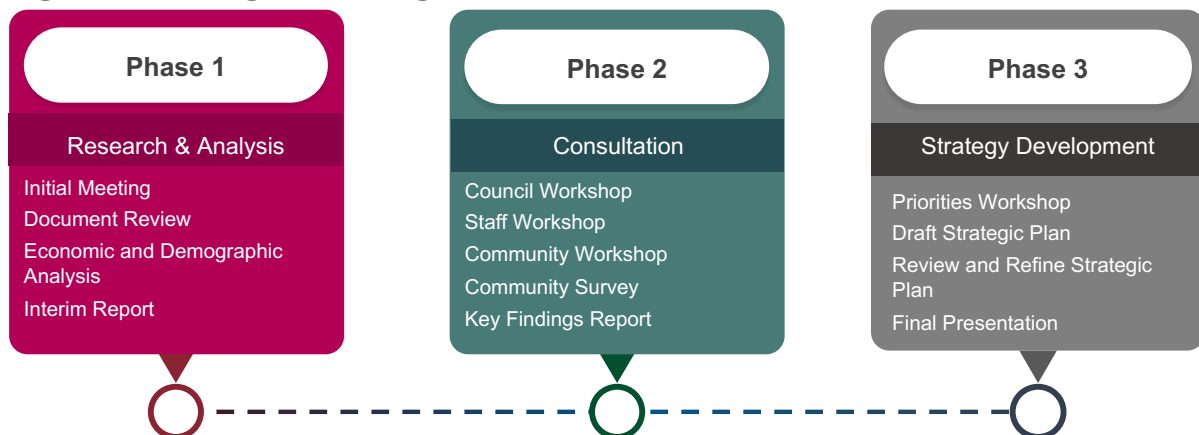 Phase 1
Research & Analysis
Initial Meeting
Document Review
Economic and Demographic
Analysis
Interim Report
Phase 2
Consultation
Council Workshop
Staff Workshop
Community Workshop
Community Survey
Key Findings Report
Phase 3
Strategy Development
Priorities Workshop
Draft Strategic Plan
Review and Refine Strategic
Plan
Final Presentation